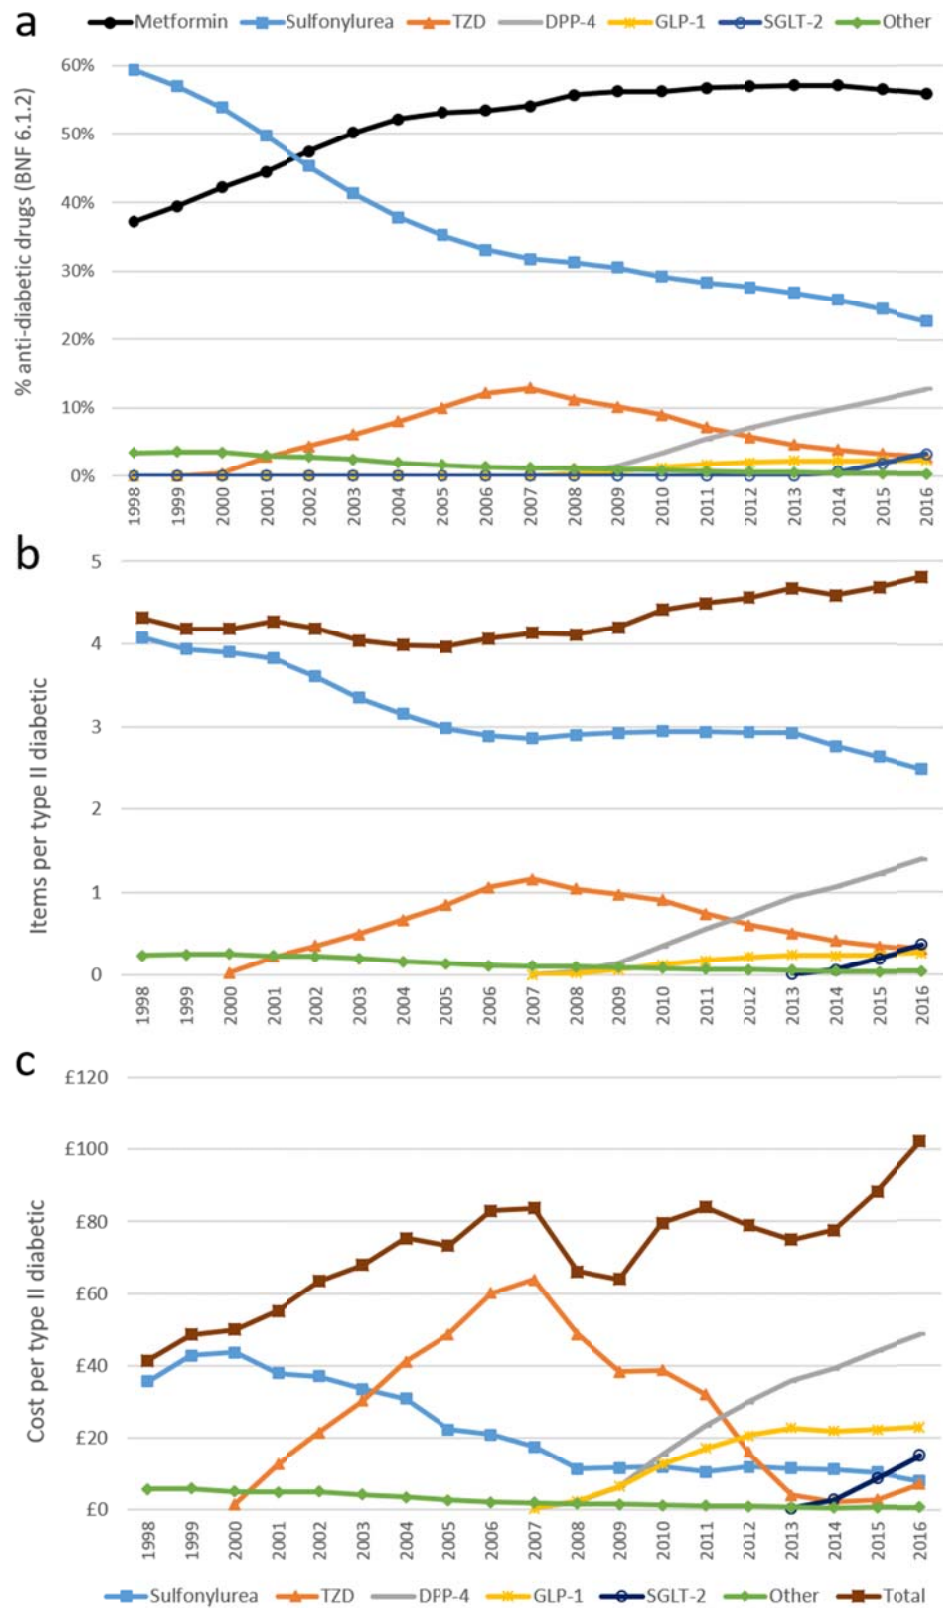 a
Metformin Sulfonylurea TZD DPP-4 GLP-1 SGLT-2 Other
% anti-diabetic drugs (BNF 6.1.2)
60%
50%
40%
30%
20%
10%
0%
1998 1999 2000 2001 2002 2003 2004 2005 2006 2007 2008 2009 2010 2011 2012 2013 2014 2015 2016
b
Items per type II diabetic
5
4
3
2
1
0
1998 1999 2000 2001 2002 2003 2004 2005 2006 2007 2008 2009 2010 2011 2012 2013 2014 2015 2016
c
Cost per type II diabetic
£120
£100
£80
£60
£40
£20
£0
1998 1999 2000 2001 2002 2003 2004 2005 2006 2007 2008 2009 2010 2011 2012 2013 2014 2015 2016
Sulfonylurea TZD DPP-4 GLP-1 SGLT-2 Other Total